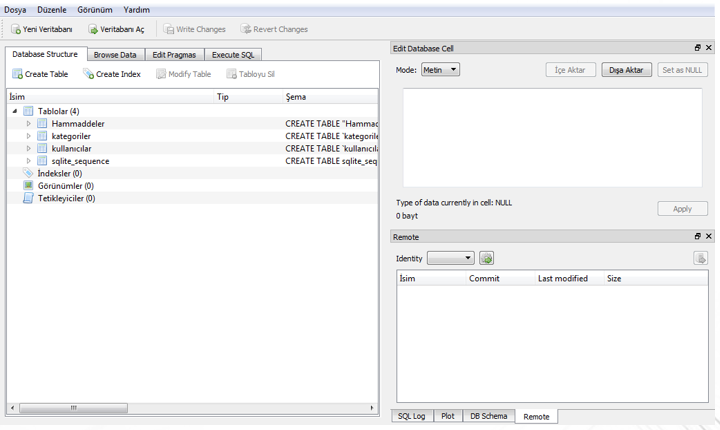 Dosya Düzenle Görünüm Yardım
Yeni Veritabanı Veritabanı Aç Write Changes Revert Changes
Database Structure Browse Data Edit Pragmas Execute SQL
Create Table Create Index Modify Table Tabloyu Sil
İsim Tip Şema
Tablolar (4)
Hammaddeler CREATE TABLE "Hammad
kategoriler CREATE TABLE `kategorile
kullanıcılar CREATE TABLE `kullanıcıla
sqlite_sequence CREATE TABLE sqlite_seq
İndeksler (0)
Görünümler (0)
Tetikleyiciler (0)
Edit Database Cell
Mode: Metin İçe Aktar Dışa Aktar Set as NULL
Type of data currently in cell: NULL
0 bayt
Apply
Remote
Identity
İsim Commit Last modified Size
SQL Log Plot DB Schema Remote